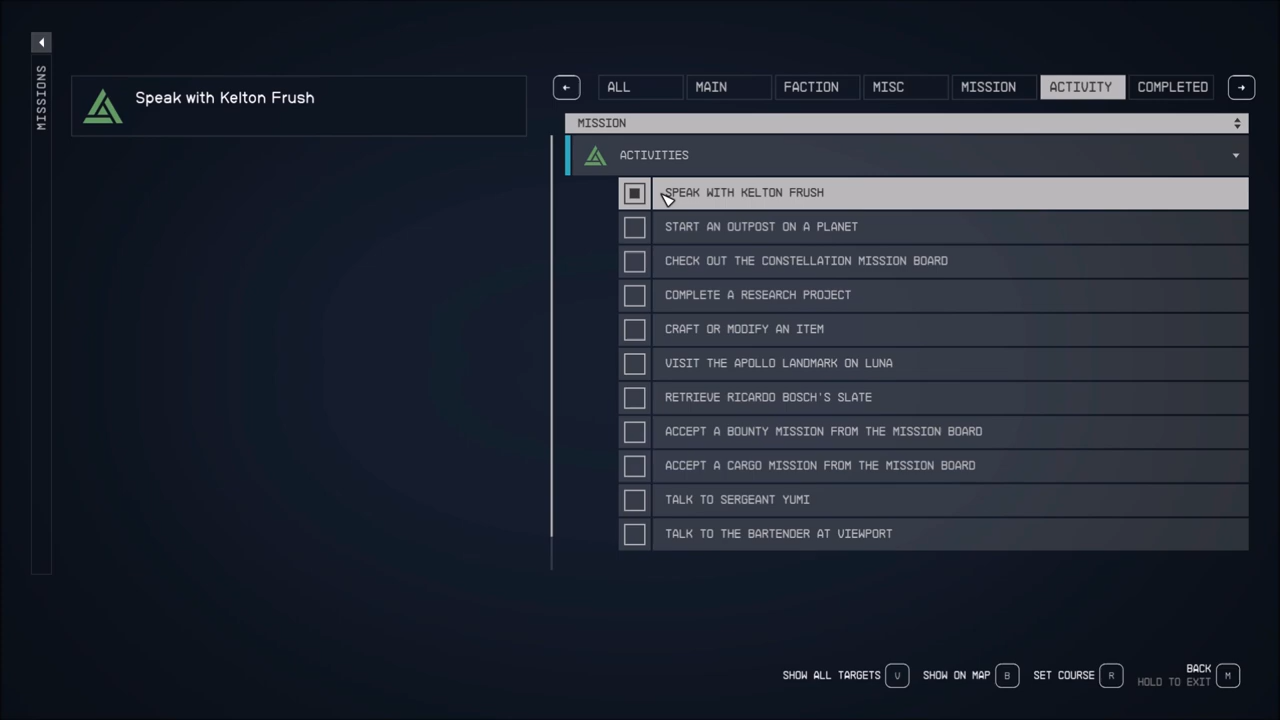 MISSIONS
Speak with Kelton Frush
ALL
MAIN
FACTION
MISC
MISSION
ACTIVITY
COMPLETED
MISSION
ACTIVITIES
SPEAK WITH KELTON FRUSH
START AN OUTPOST ON A PLANET
CHECK OUT THE CONSTELLATION MISSION BOARD
COMPLETE A RESEARCH PROJECT
CRAFT OR MODIFY AN ITEM
VISIT THE APOLLO LANDMARK ON LUNA
RETRIEVE RICARDO BOSCH'S SLATE
ACCEPT A BOUNTY MISSION FROM THE MISSION BOARD
ACCEPT A CARGO MISSION FROM THE MISSION BOARD
TALK TO SERGEANT YUMI
TALK TO THE BARTENDER AT VIEWPORT
SHOW ALL TARGETS V
SHOW ON MAP B
SET COURSE R
BACK M
HOLD TO EXIT